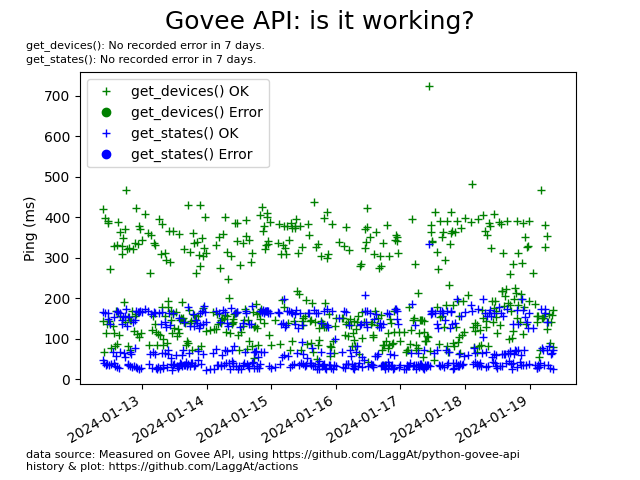 Govee API: is it working?
get_devices(): No recorded error in 7 days.
get_states(): No recorded error in 7 days.
get_devices() OK
get_devices() Error
get_states() OK
get_states() Error
Ping (ms)
700
600
500
400
300
200
100
0
2024-01-13
2024-01-14
2024-01-15
2024-01-16
2024-01-17
2024-01-18
2024-01-19
data source: Measured on Govee API, using https://github.com/LaggAt/python-govee-api
history & plot: https://github.com/LaggAt/actions